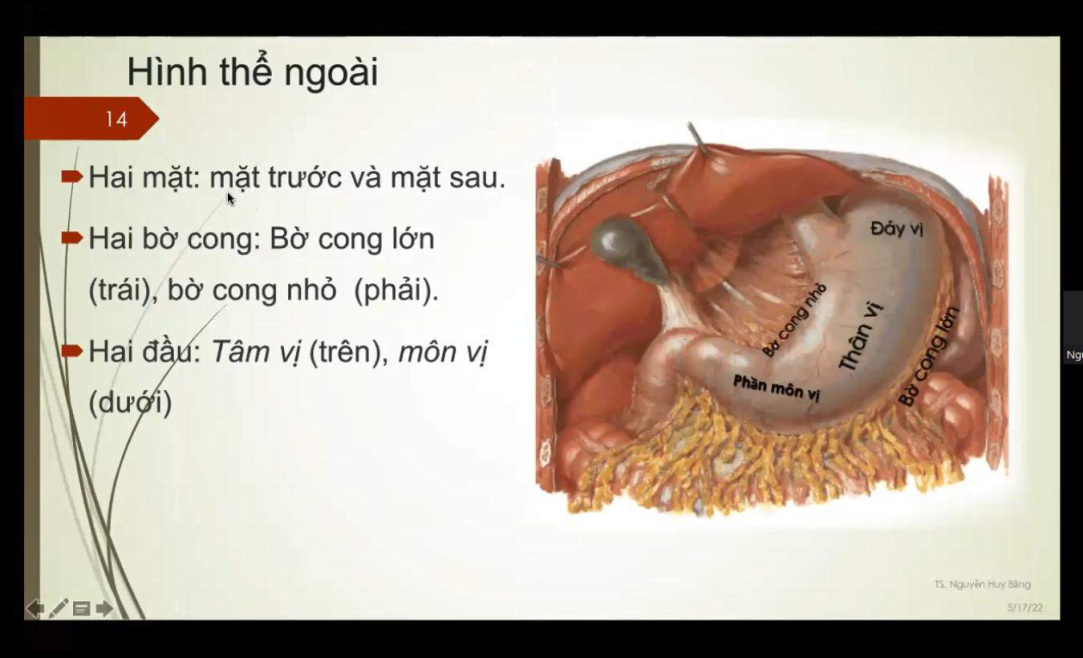 Hình thể ngoài
14
Hai mặt: mặt trước và mặt sau.
Hai bờ cong: Bờ cong lớn
(trái), bờ cong nhỏ (phải).
Hai đầu: Tâm vị (trên), môn vị
(dưới)
Đáy vị
Bờ cong nhỏ
Thân vị
Bờ cong lớn
Phần môn vị
TS. Nguyễn Huy Bằng
5/17/22